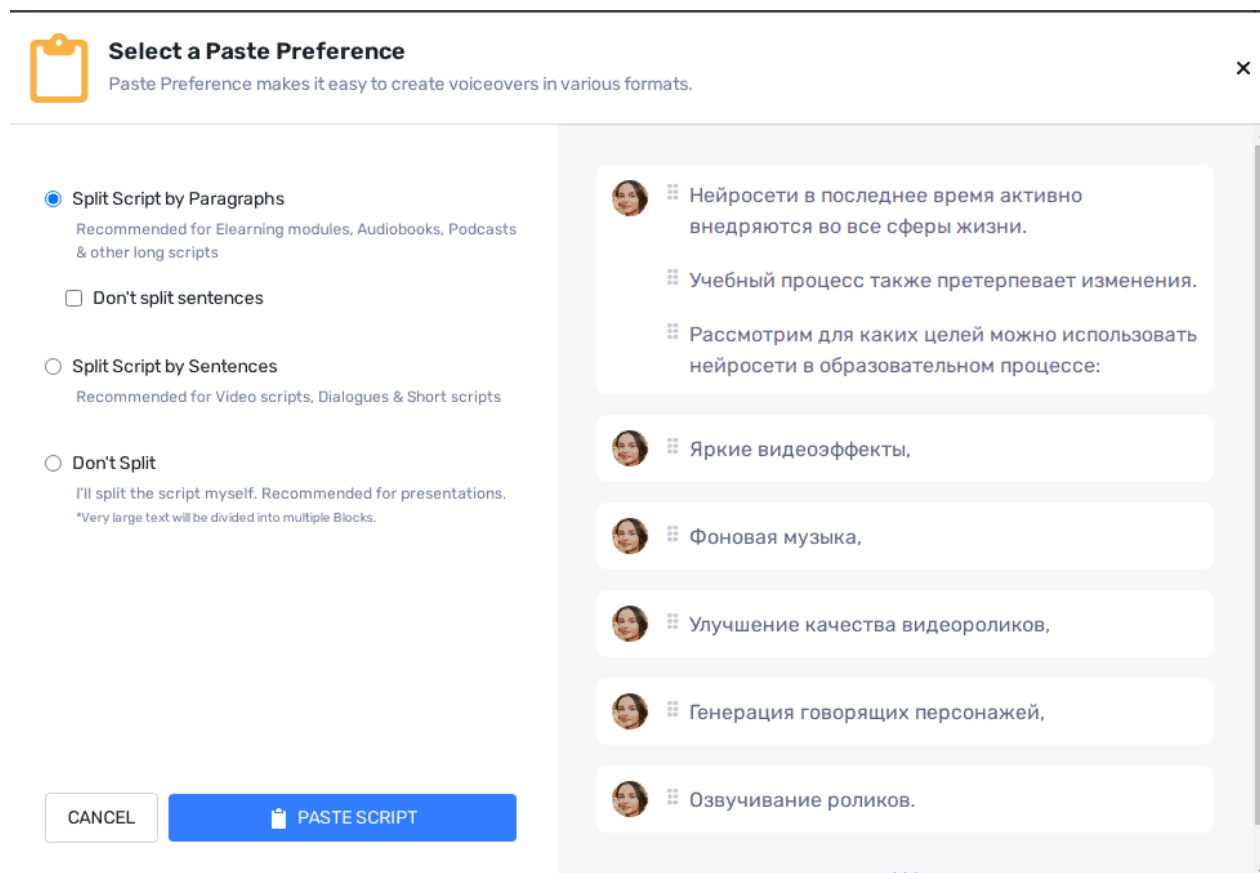 Select a Paste Preference
Paste Preference makes it easy to create voiceovers in various formats.
Split Script by Paragraphs
Recommended for Elearning modules, Audiobooks, Podcasts
& other long scripts
Don't split sentences
Split Script by Sentences
Recommended for Video scripts, Dialogues & Short scripts
Don't Split
I'll split the script myself. Recommended for presentations.
*Very large text will be divided into multiple Blocks.
CANCEL
PASTE SCRIPT
Нейросети в последнее время активно
внедряются во все сферы жизни.
Учебный процесс также претерпевает изменения.
Рассмотрим для каких целей можно использовать
нейросети в образовательном процессе:
Яркие видеоэффекты,
Фоновая музыка,
Улучшение качества видеороликов,
Генерация говорящих персонажей,
Озвучивание роликов.